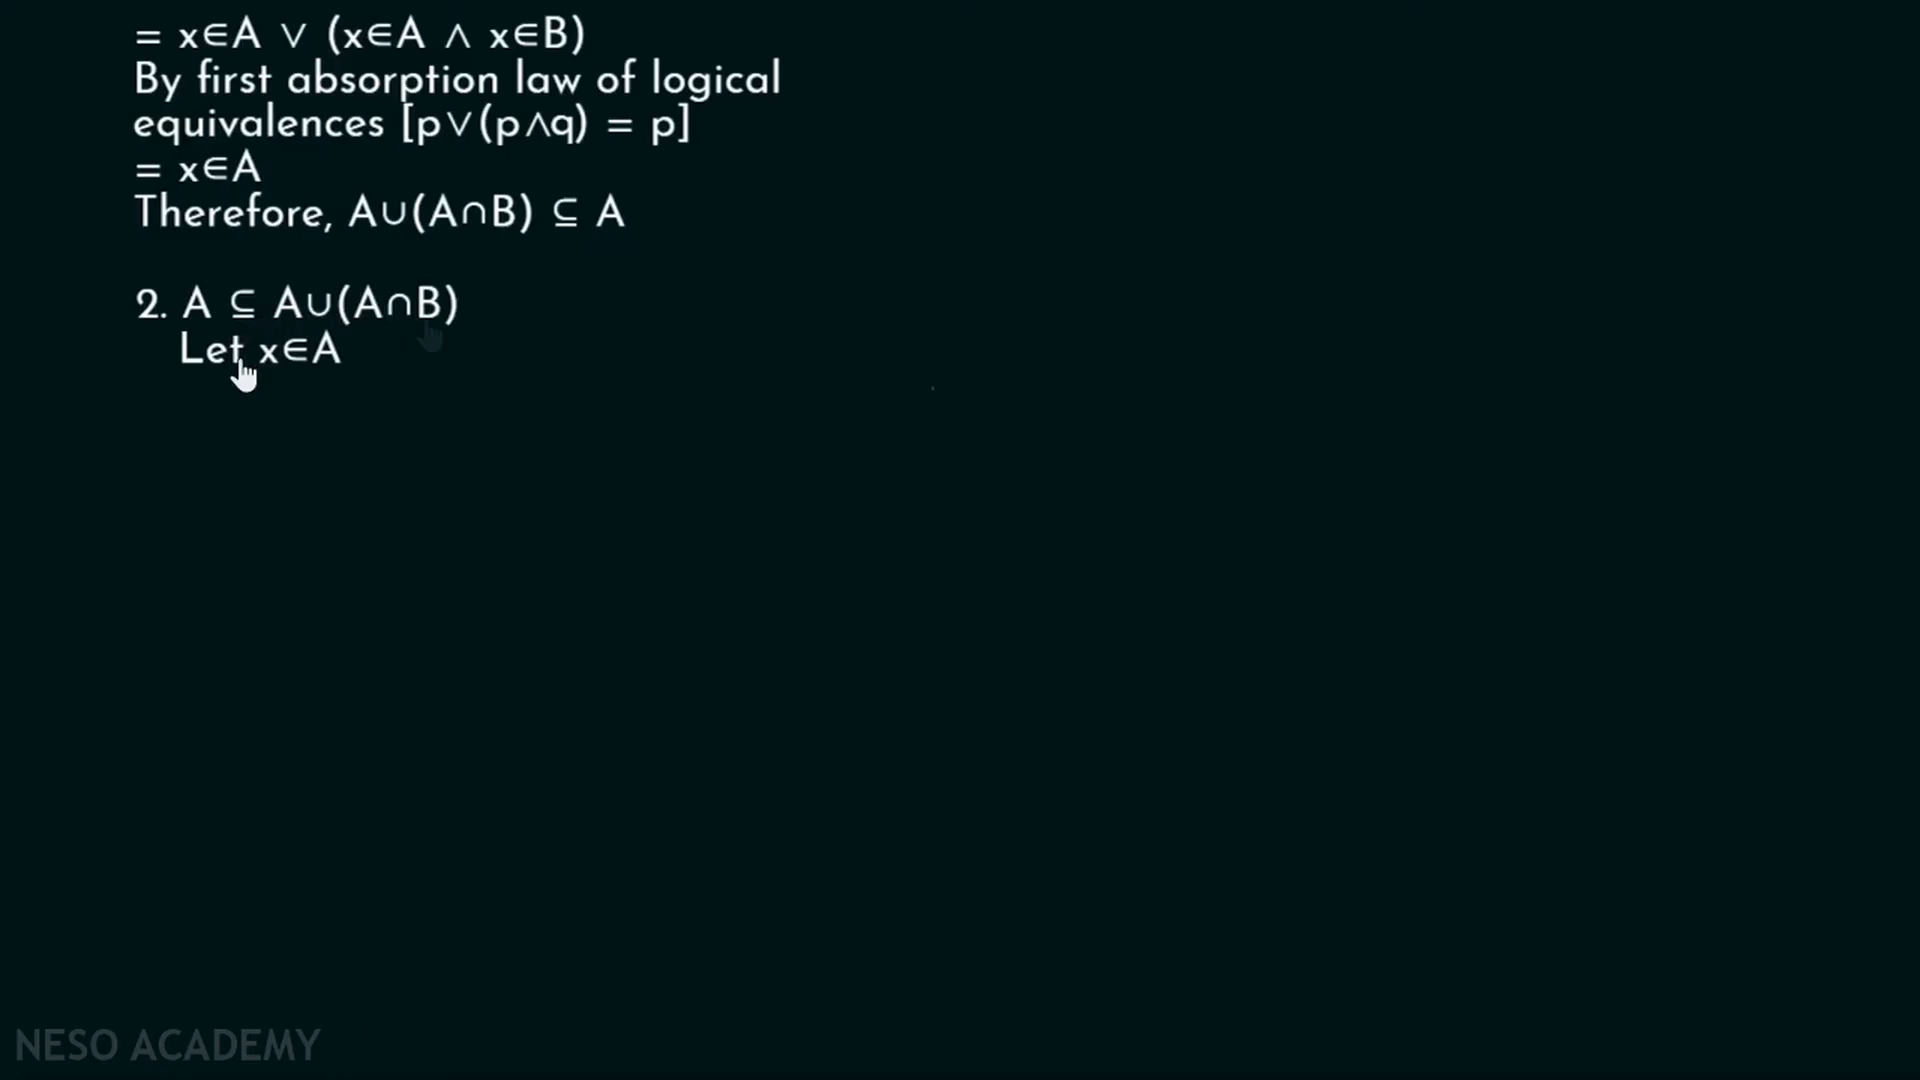 = x∈A ∨ (x∈A ∧ x∈B)
By first absorption law of logical
equivalences [p∨(p∧q) = p]
= x∈A
Therefore, A∪(A∩B) ⊆ A
2. A ⊆ A∪(A∩B)
Let x∈A
NESO ACADEMY